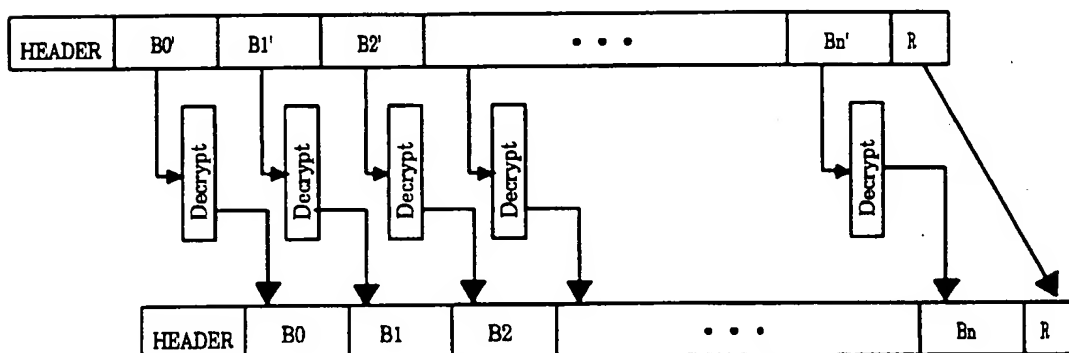 HEADER B0' B1' B2' • • • Bn' R
Decrypt Decrypt Decrypt Decrypt Decrypt
HEADER B0 B1 B2 • • • Bn R